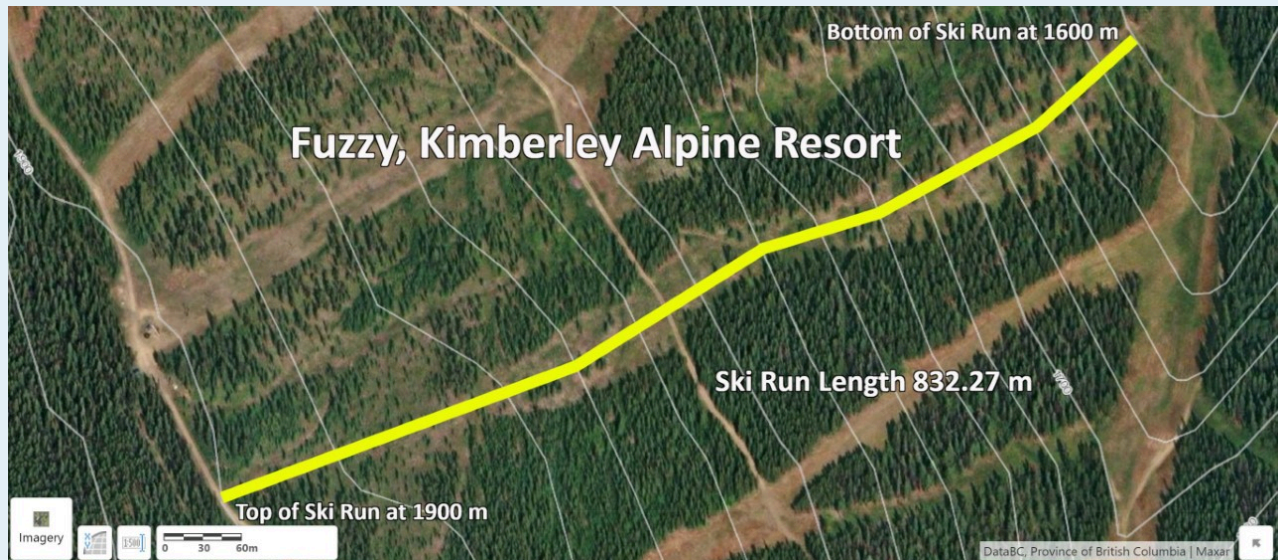 Bottom of Ski Run at 1600 m
Fuzzy, Kimberley Alpine Resort
Ski Run Length 832.27 m
Top of Ski Run at 1900 m
Imagery
0 30 60m
DataBC, Province of British Columbia | Maxar